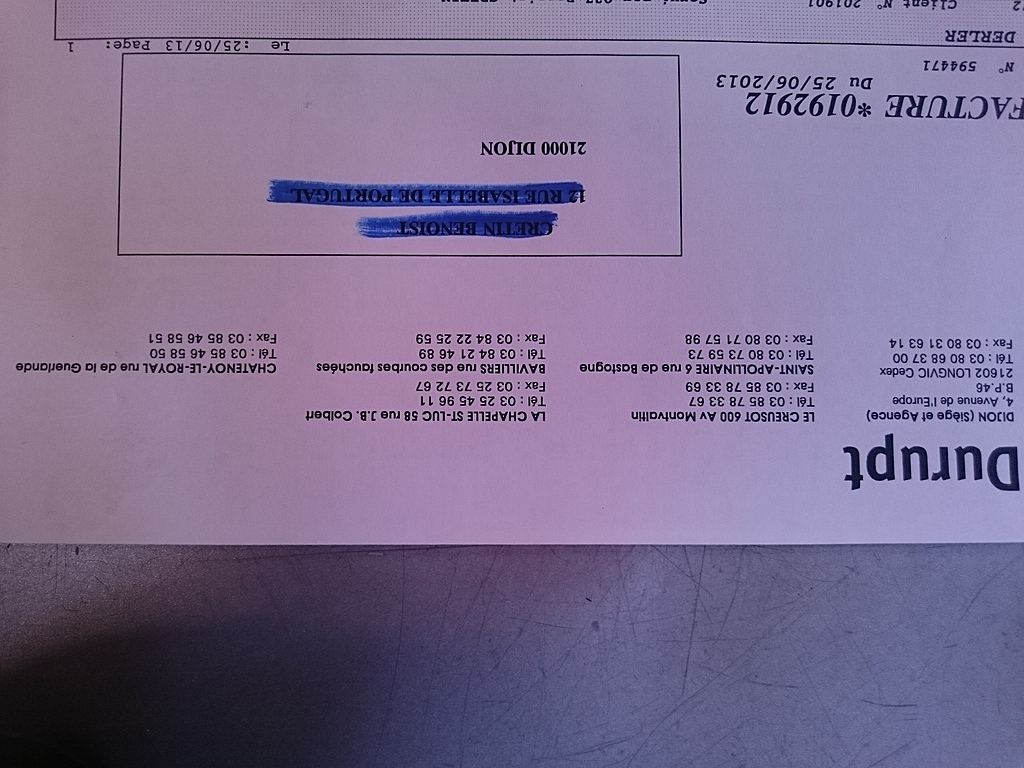 Durupt
DIJON (Siège et Agence)
4, Avenue de l'Europe
B.P.46
21602 LONGVIC Cedex
Tél : 03 80 68 37 00
Fax : 03 80 31 63 14
LE CREUSOT 600 Av Montvaltin
Tél : 03 85 78 33 67
Fax : 03 85 78 33 69
SAINT-APOLLINAIRE 6 rue de Bastogne
Tél : 03 80 73 59 73
Fax : 03 80 71 57 98
LA CHAPELLE ST-LUC 58 rue J.B. Colbert
Tél : 03 25 45 96 11
Fax : 03 25 73 72 67
BAVILLIERS rue des courbes fauchées
Tél : 03 84 21 46 89
Fax : 03 84 22 25 59
CHATENOY-LE-ROYAL rue de la Guerlande
Tél : 03 85 46 58 50
Fax : 03 85 46 58 51
CRETIN BENOIST
12 RUE ISABELLE DE PORTUGAL
21000 DIJON
FACTURE *0192912
Du 25/06/2013
N° 594471
Le :25/06/13 Page: 1
DERLER
Client N° 201901